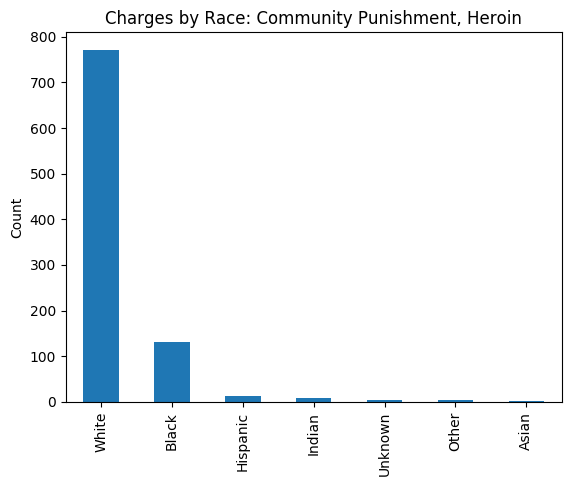 Charges by Race: Community Punishment, Heroin
800
700
600
500
400
300
200
100
0
Count
White
Black
Hispanic
Indian
Unknown
Other
Asian